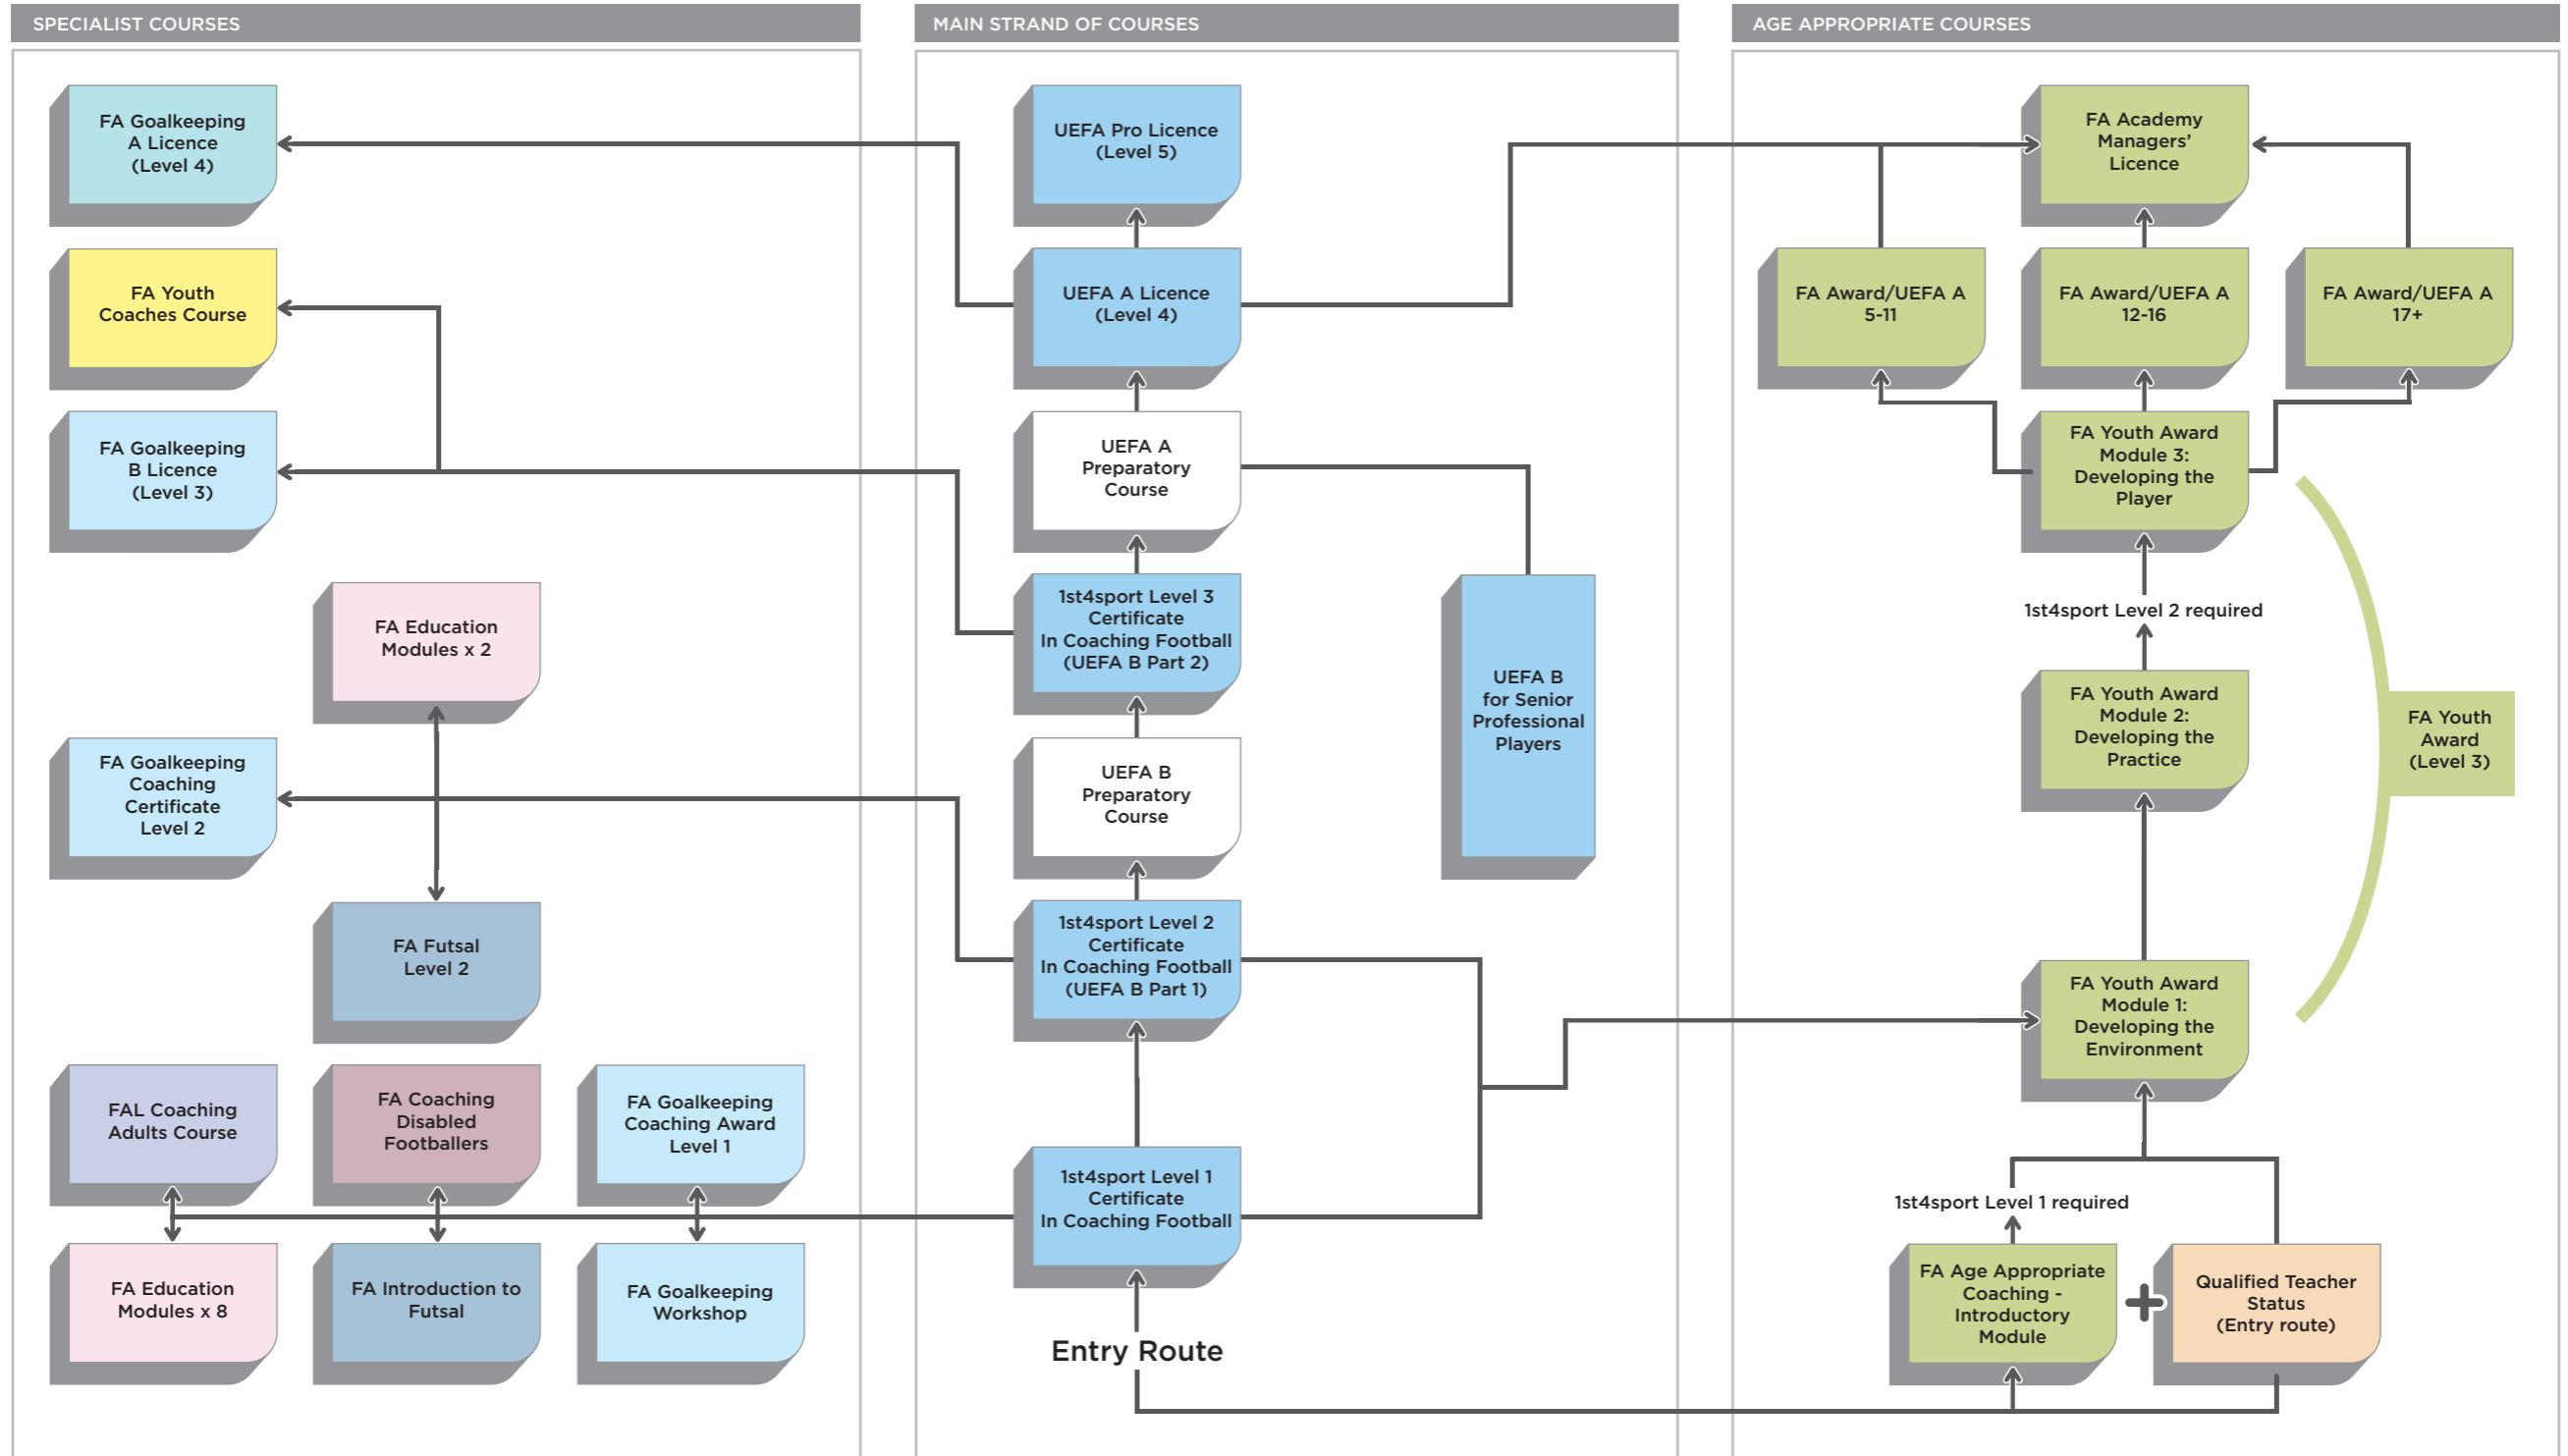 SPECIALIST COURSES
FA Goalkeeping
A Licence
(Level 4)
FA Youth
Coaches Course
FA Goalkeeping
B Licence
(Level 3)
FA Education
Modules x 2
FA Goalkeeping
Coaching
Certificate
Level 2
FA Futsal
Level 2
FAL Coaching
Adults Course
FA Coaching
Disabled
Footballers
FA Goalkeeping
Coaching Award
Level 1
FA Education
Modules x 8
FA Introduction to
Futsal
FA Goalkeeping
Workshop
MAIN STRAND OF COURSES
UEFA Pro Licence
(Level 5)
UEFA A Licence
(Level 4)
UEFA A
Preparatory
Course
1st4sport Level 3
Certificate
In Coaching Football
(UEFA B Part 2)
UEFA B
for Senior
Professional
Players
UEFA B
Preparatory
Course
1st4sport Level 2
Certificate
In Coaching Football
(UEFA B Part 1)
1st4sport Level 1
Certificate
In Coaching Football
Entry Route
AGE APPROPRIATE COURSES
FA Academy
Managers’
Licence
FA Award/UEFA A
5-11
FA Award/UEFA A
12-16
FA Award/UEFA A
17+
FA Youth Award
Module 3:
Developing the
Player
1st4sport Level 2 required
FA Youth Award
Module 2:
Developing the
Practice
FA Youth
Award
(Level 3)
FA Youth Award
Module 1:
Developing the
Environment
1st4sport Level 1 required
FA Age Appropriate
Coaching -
Introductory
Module
+
Qualified Teacher
Status
(Entry route)